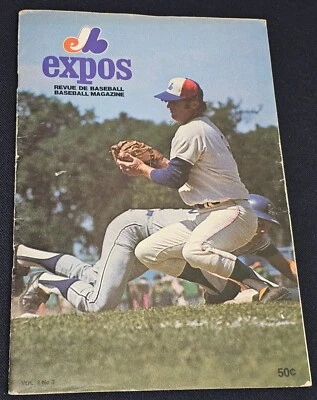 expos
REVUE DE BASEBALL
BASEBALL MAGAZINE
50¢